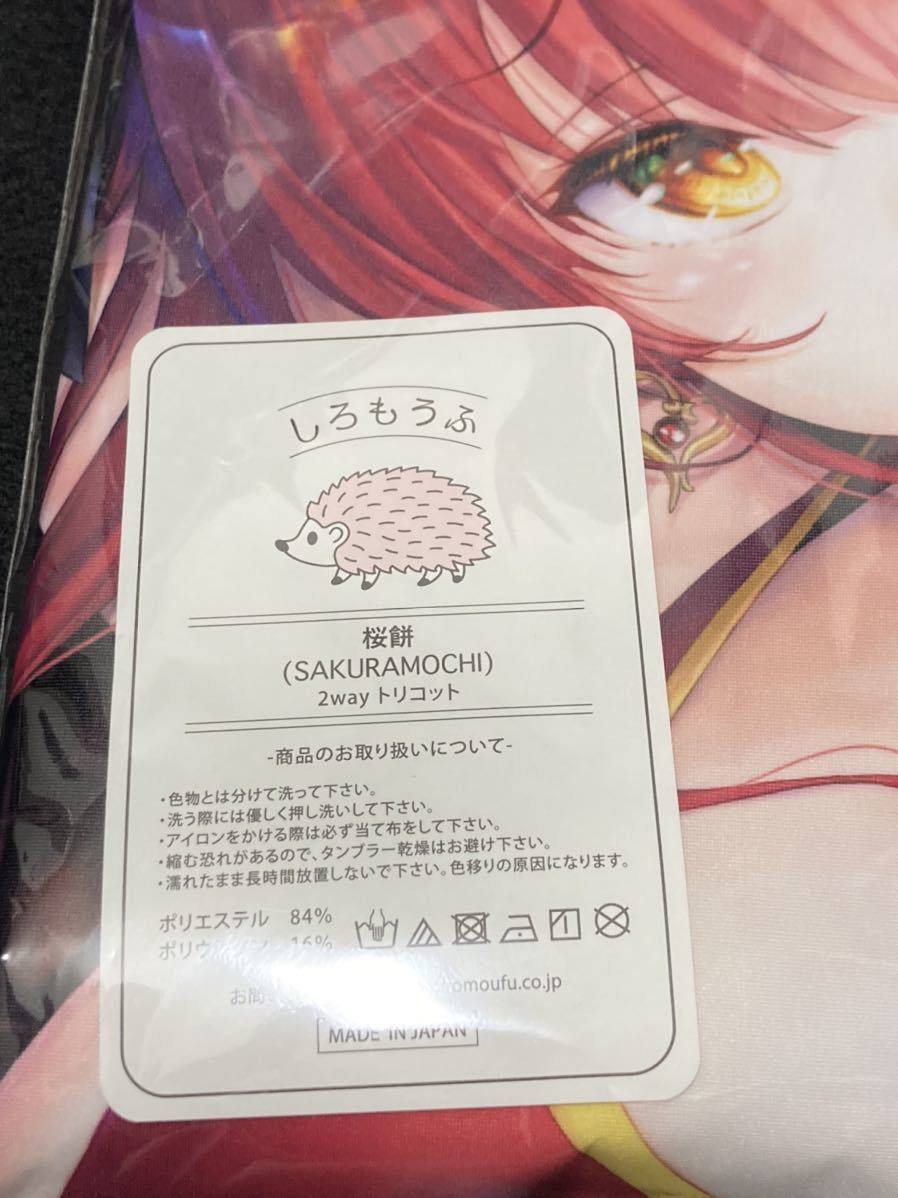 しろもうふ
桜餅
(SAKURAMOCHI)
2way トリコット
-商品のお取り扱いについて-
・色物とは分けて洗って下さい。
・洗う際には優しく押し洗いして下さい。
・アイロンをかける際は必ず当て布をして下さい。
・縮む恐れがあるので、タンブラー乾燥はお避け下さい。
・濡れたまま長時間放置しないで下さい。色移りの原因になります。
ポリエステル 84%
16%
omoufu.co.jp
MADE IN JAPAN